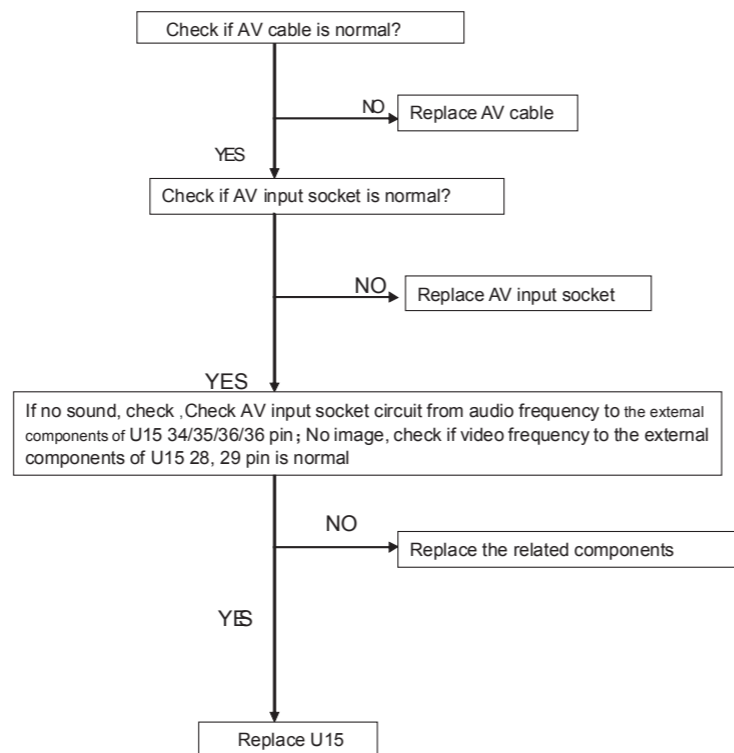 Check if AV cable is normal?
NO
Replace AV cable
YES
Check if AV input socket is normal?
NO
Replace AV input socket
YES
If no sound, check ,Check AV input socket circuit from audio frequency to the external
components of U15 34/35/36/36 pin; No image, check if video frequency to the external
components of U15 28, 29 pin is normal
NO
Replace the related components
YES
Replace U15